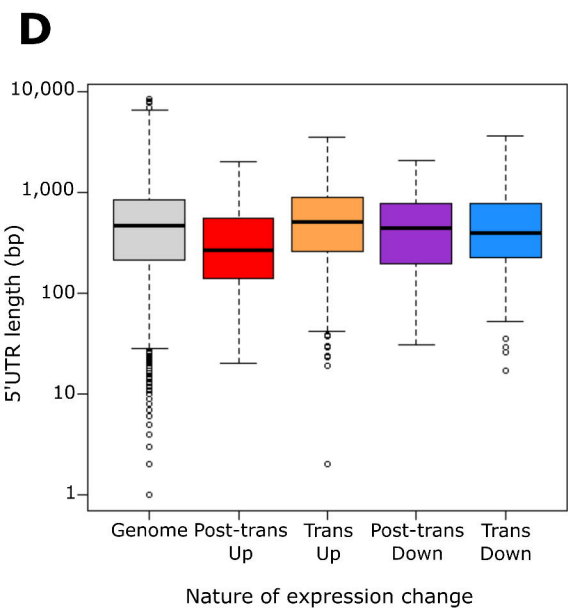 D
10,000
1,000
100
10
1
5'UTR length (bp)
Genome Post-trans Trans Post-trans Trans
Up Up Down Down
Nature of expression change